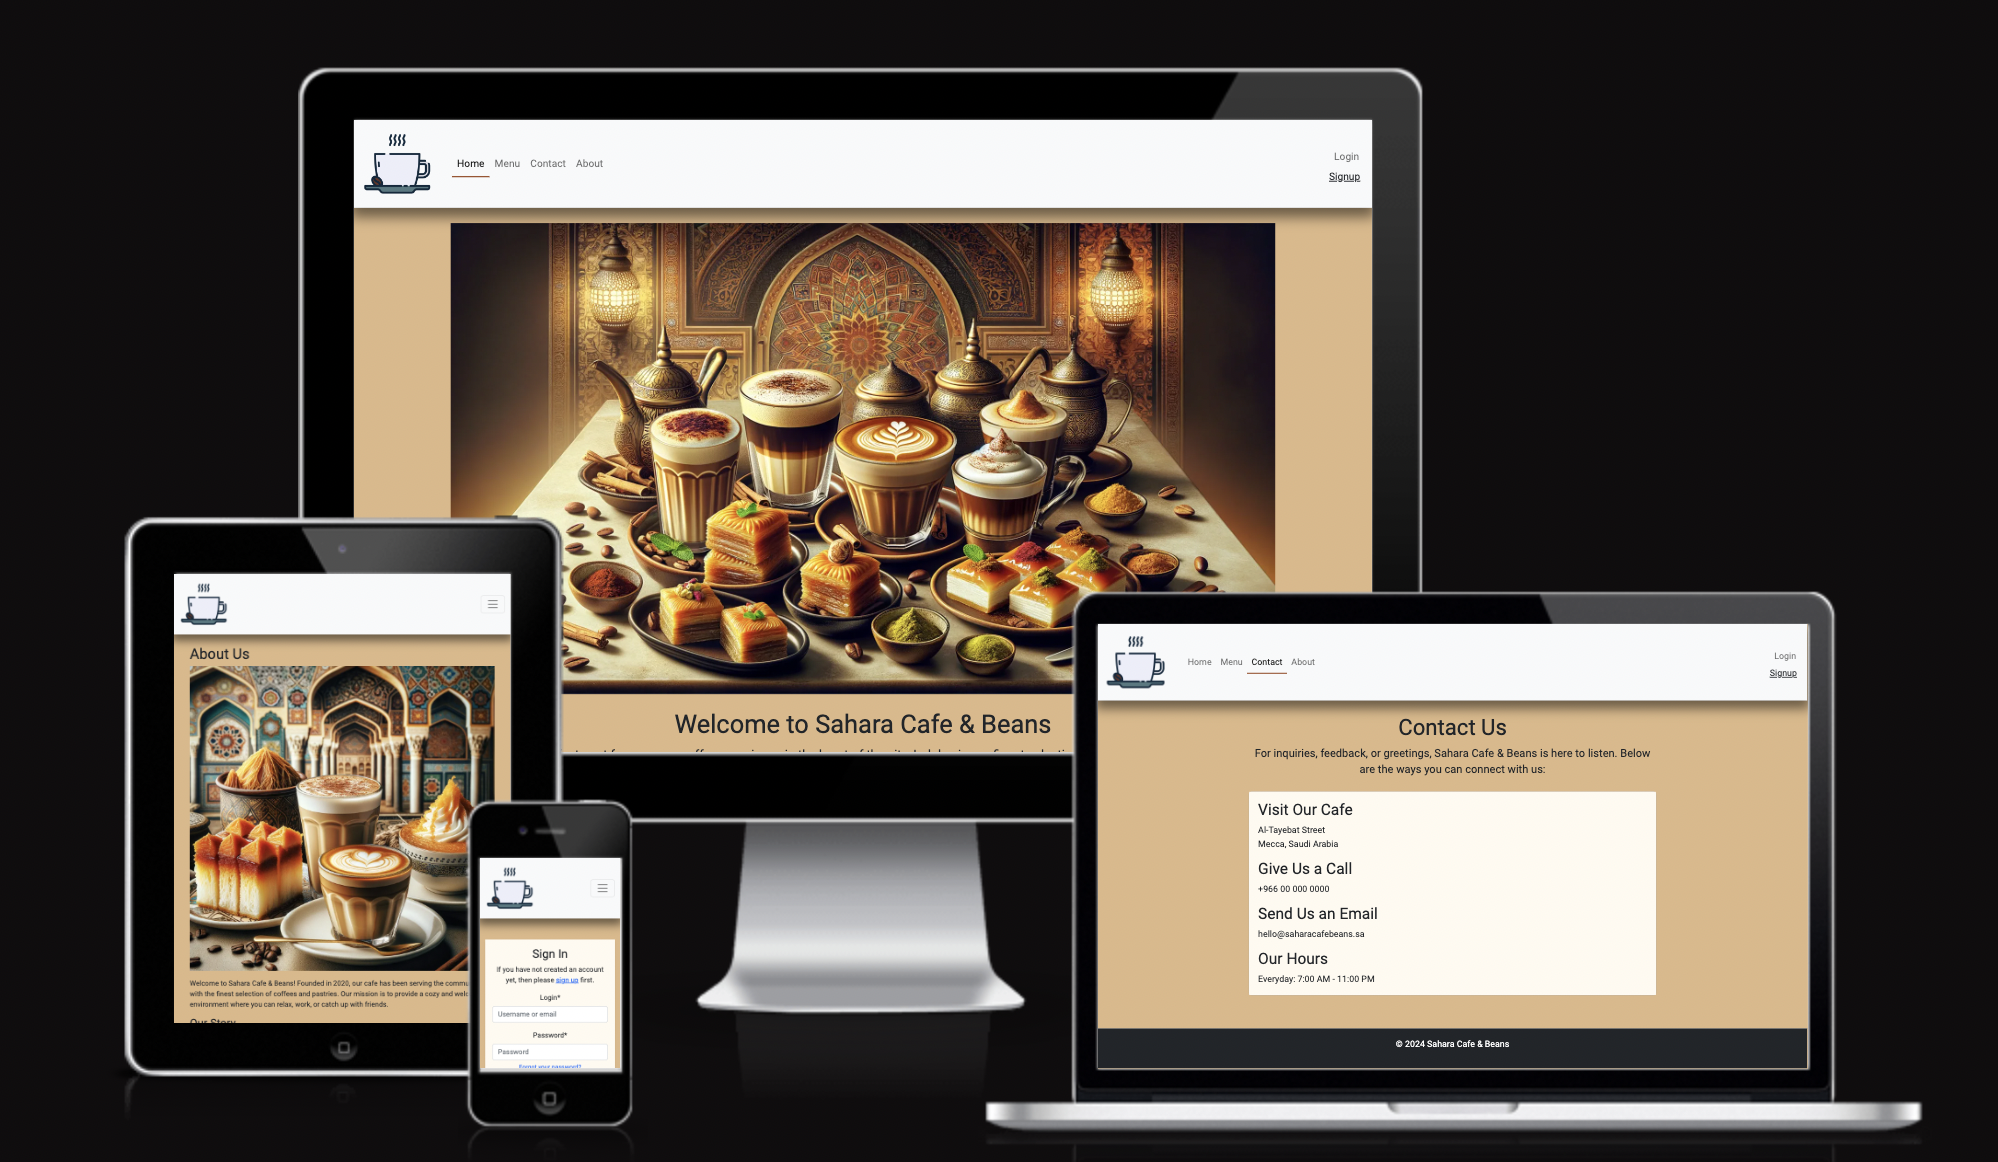 Home Menu Contact About
Login
Signup
Welcome to Sahara Cafe & Beans
About Us
Welcome to Sahara Cafe & Beans! Founded in 2020, our cafe has been serving the
with the finest selection of coffees and pastries. Our mission is to provide a cozy and
environment where you can relax, work, or catch up with friends.
Our Story
Sign In
If you have not created an account
yet, then please sign up first.
Login*
Username or email
Password*
Password
Forgot your password?
Home Menu Contact About
Login
Signup
Contact Us
For inquiries, feedback, or greetings, Sahara Cafe & Beans is here to listen. Below
are the ways you can connect with us:
Visit Our Cafe
Al-Tayebat Street
Mecca, Saudi Arabia
Give Us a Call
+966 00 000 0000
Send Us an Email
hello@saharacafebeans.sa
Our Hours
Everyday: 7:00 AM - 11:00 PM
© 2024 Sahara Cafe & Beans